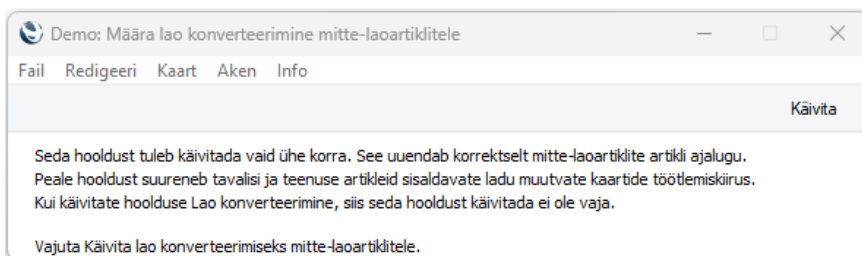 Demo: Määra lao konverteerimine mitte-laoartiklitele
Fail Redigeeri Kaart Aken Info
Käivita
Seda hooldust tuleb käivitada vaid ühe korra. See uuendab korrektselt mitte-laoartiklite artikli ajalugu.
Peale hooldust suureneb tavalisi ja teenuse artikleid sisaldavate ladu muutvate kaartide töötlemiskiirus.
Kui käivitate hoolduse Lao konverteerimine, siis seda hooldust käivitada ei ole vaja.
Vajuta Käivita lao konverteerimiseks mitte-laoartiklitele.